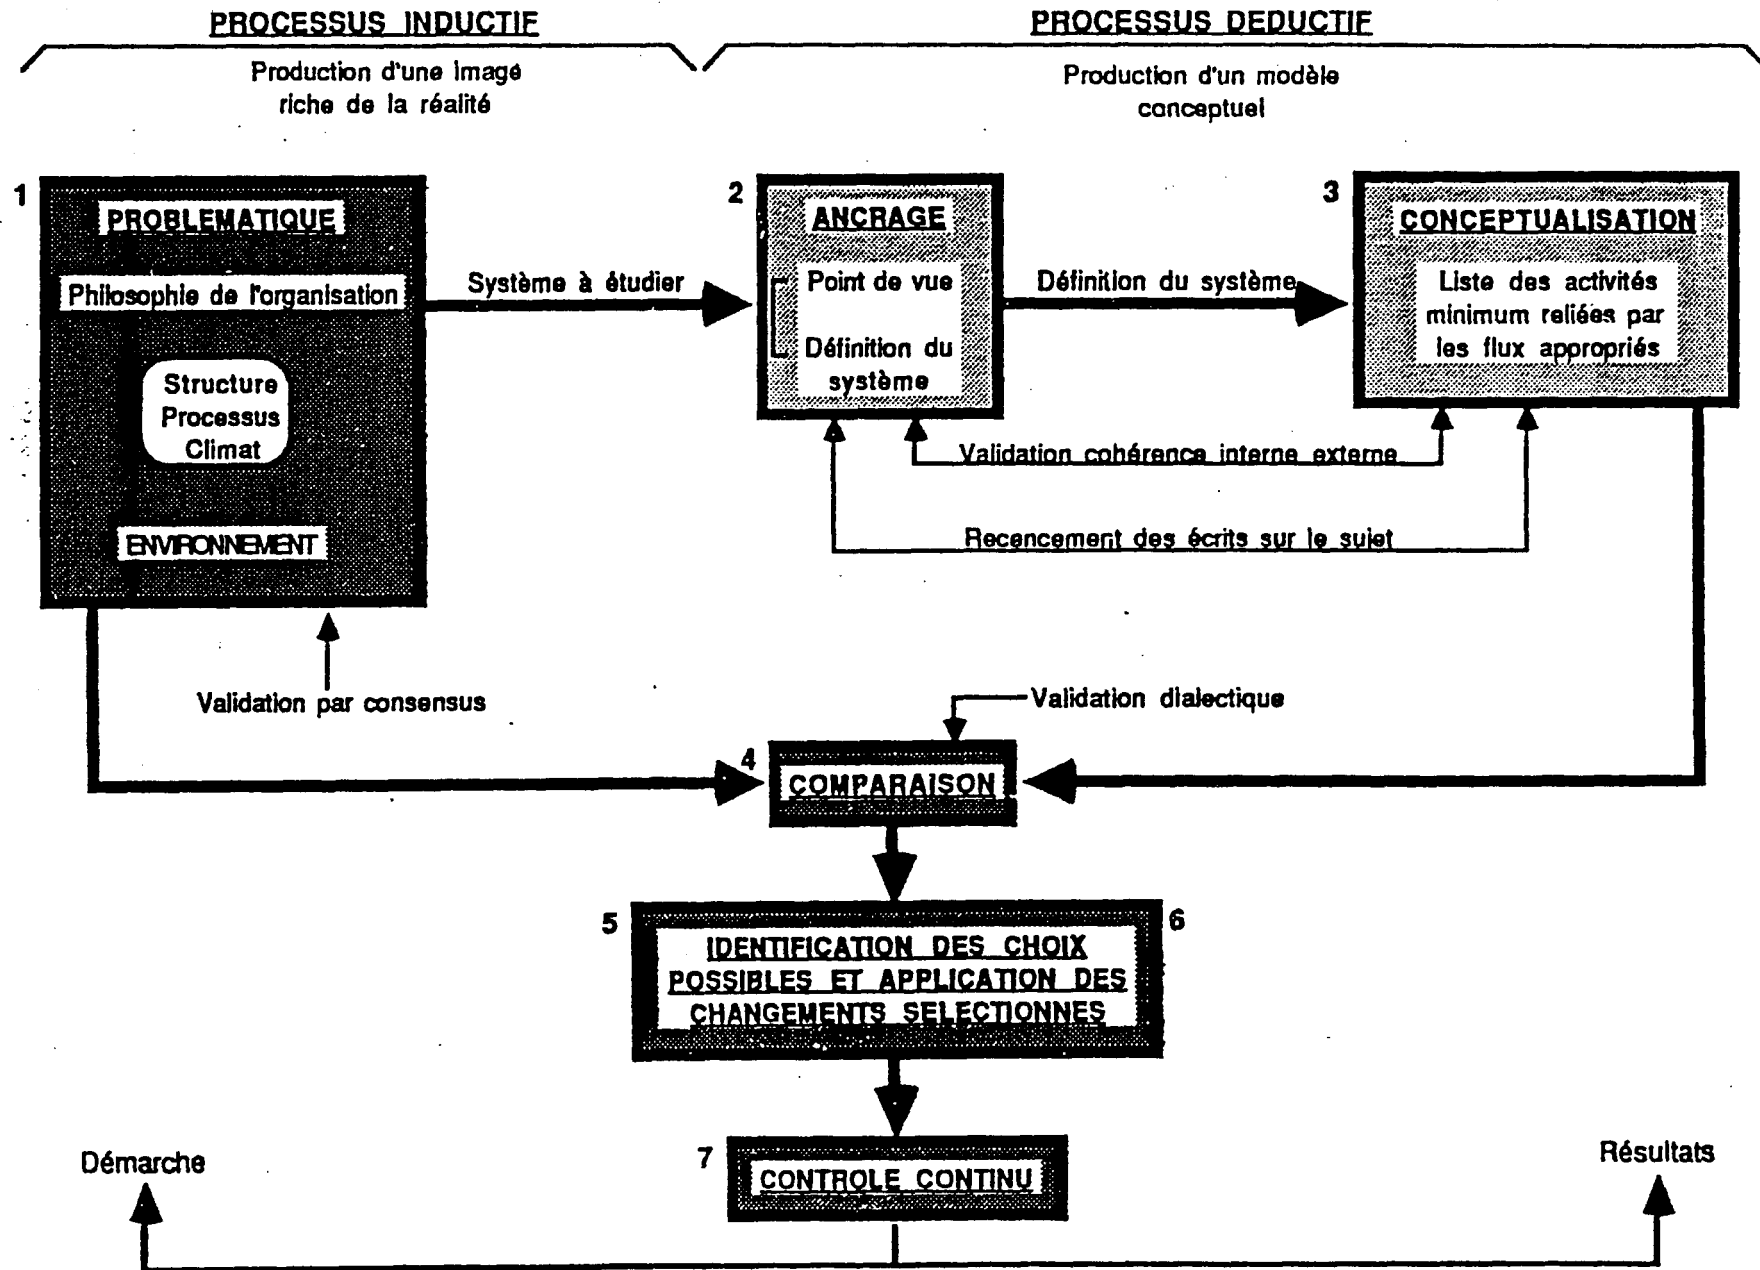 PROCESSUS INDUCTIF
Production d'une image
riche de la réalité
PROCESSUS DEDUCTIF
Production d'un modèle
conceptuel
1
PROBLEMATIQUE
Philosophie de l'organisation
Structure
Processus
Climat
ENVIRONNEMENT
Système à étudier
2
ANCRAGE
Point de vue
Définition du
système
Définition du système
3
CONCEPTUALISATION
Liste des activités
minimum reliées par
les flux appropriés
Validation cohérence interne externe
Recencement des écrits sur le sujet
Validation par consensus
Validation dialectique
4
COMPARAISON
5
6
IDENTIFICATION DES CHOIX
POSSIBLES ET APPLICATION DES
CHANGEMENTS SELECTIONNES
7
CONTROLE CONTINU
Démarche
Résultats